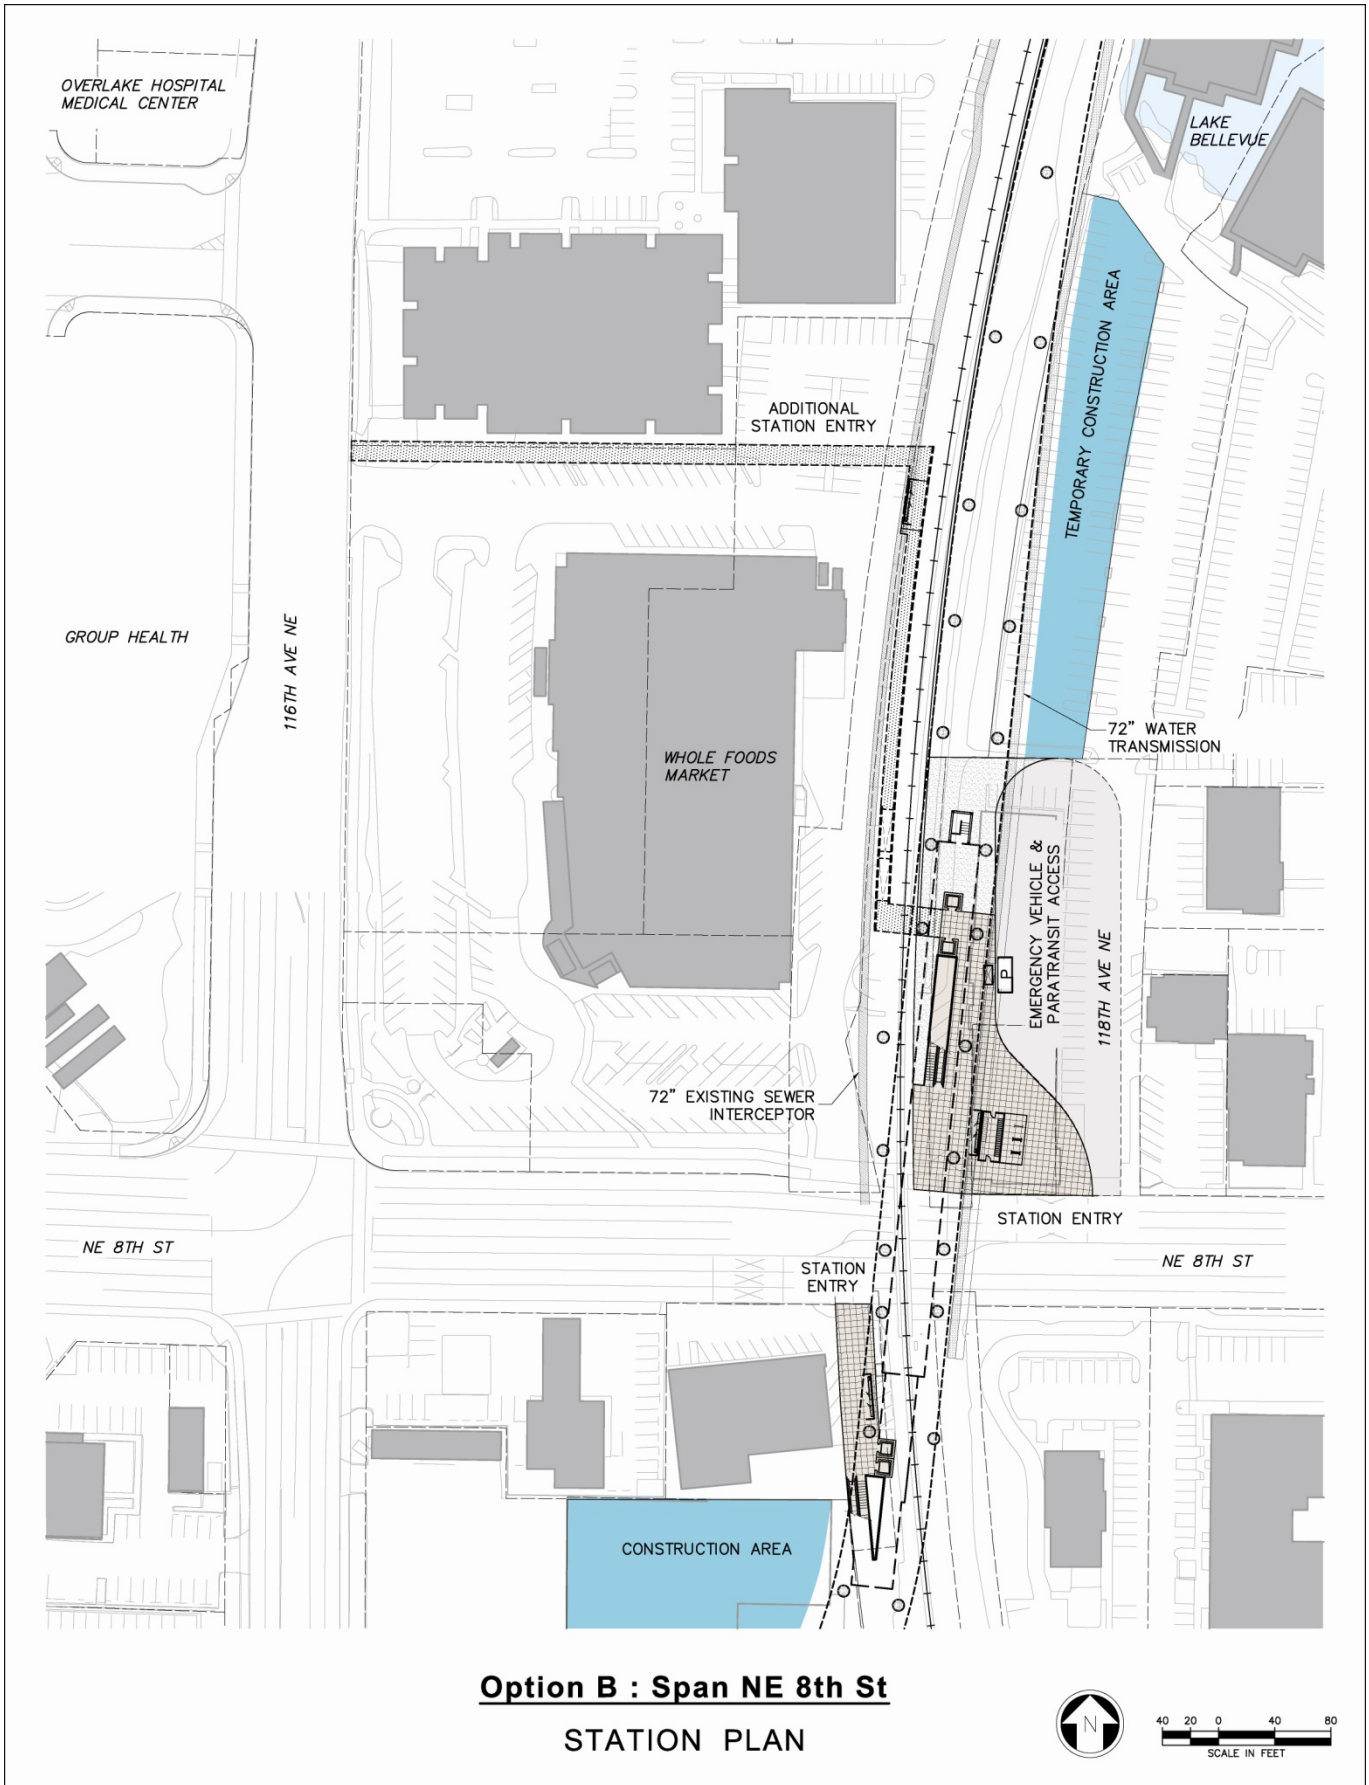 OVERLAKE HOSPITAL
MEDICAL CENTER
LAKE
BELLEVUE
TEMPORARY CONSTRUCTION AREA
ADDITIONAL
STATION ENTRY
GROUP HEALTH
116TH AVE NE
WHOLE FOODS
MARKET
72" WATER
TRANSMISSION
EMERGENCY VEHICLE &
PARATRANSIT ACCESS
P
118TH AVE NE
72" EXISTING SEWER
INTERCEPTOR
STATION ENTRY
NE 8TH ST
STATION
ENTRY
NE 8TH ST
CONSTRUCTION AREA
Option B : Span NE 8th St
STATION PLAN
N
40 20 0 40 80
SCALE IN FEET